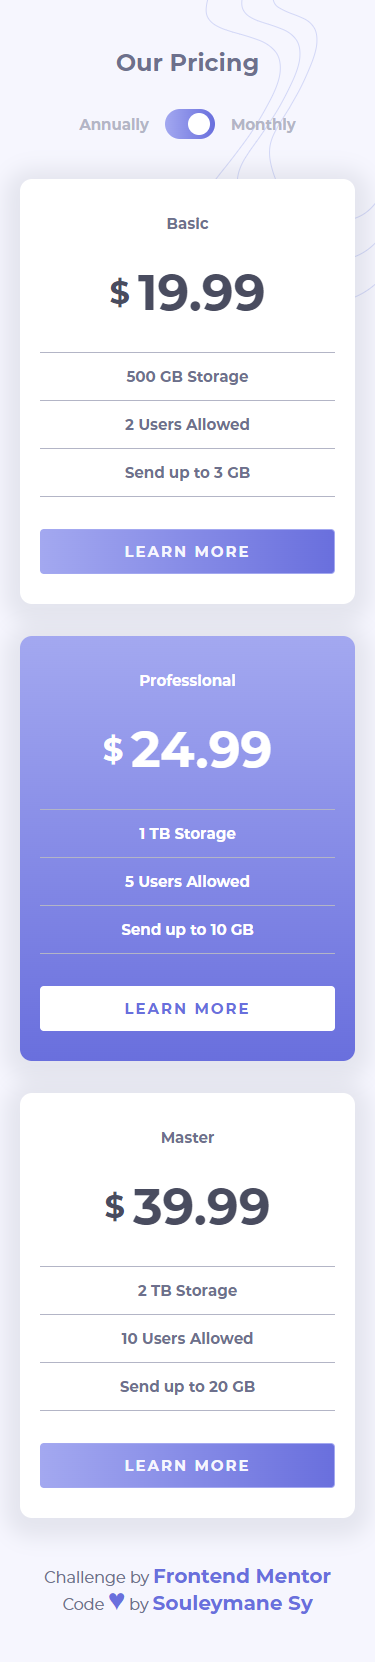 Our Pricing
Annually Monthly
Basic
$ 19.99
500 GB Storage
2 Users Allowed
Send up to 3 GB
LEARN MORE
Professional
$ 24.99
1 TB Storage
5 Users Allowed
Send up to 10 GB
LEARN MORE
Master
$ 39.99
2 TB Storage
10 Users Allowed
Send up to 20 GB
LEARN MORE
Challenge by Frontend Mentor
Code ♥ by Souleymane Sy